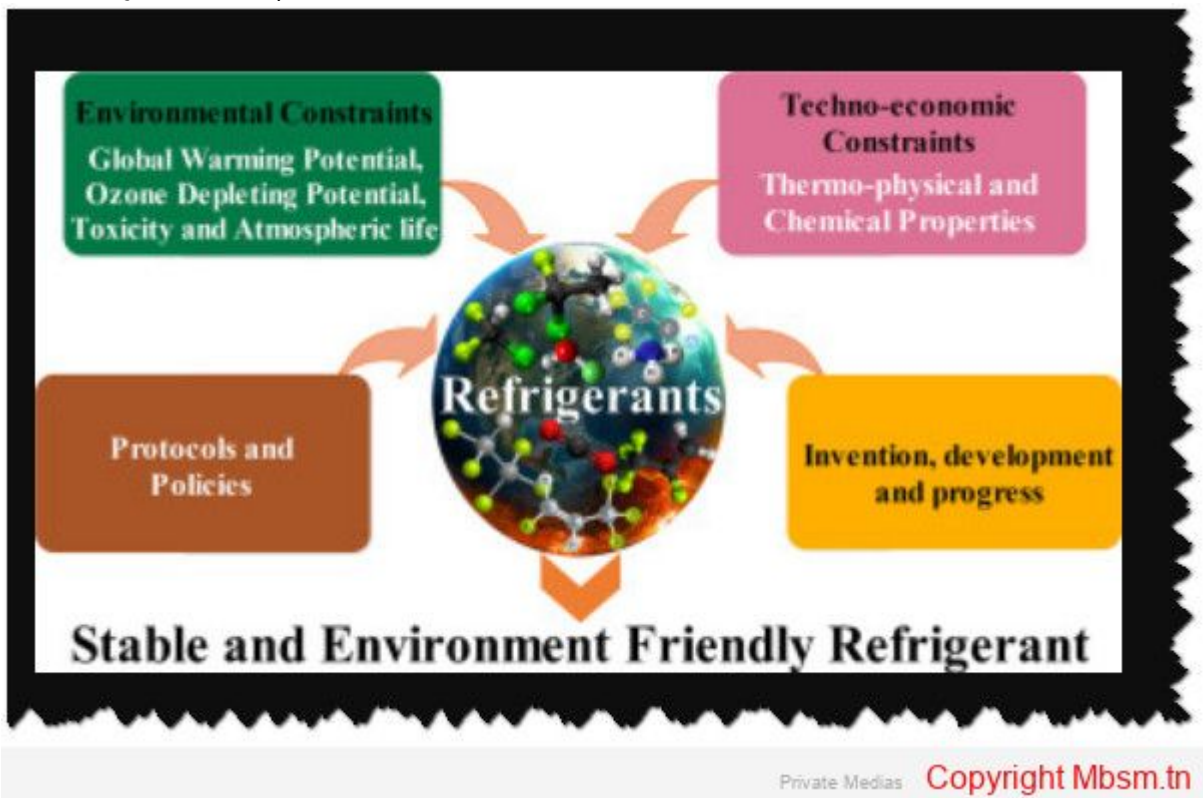 Environmental Constraints
Global Warming Potential,
Ozone Depleting Potential,
Toxicity and Atmospheric life
Techno-economic
Constraints
Thermo-physical and
Chemical Properties
Refrigerants
Protocols and
Policies
Invention, development
and progress
Stable and Environment Friendly Refrigerant
Private Medias Copyright Mbsm.tn